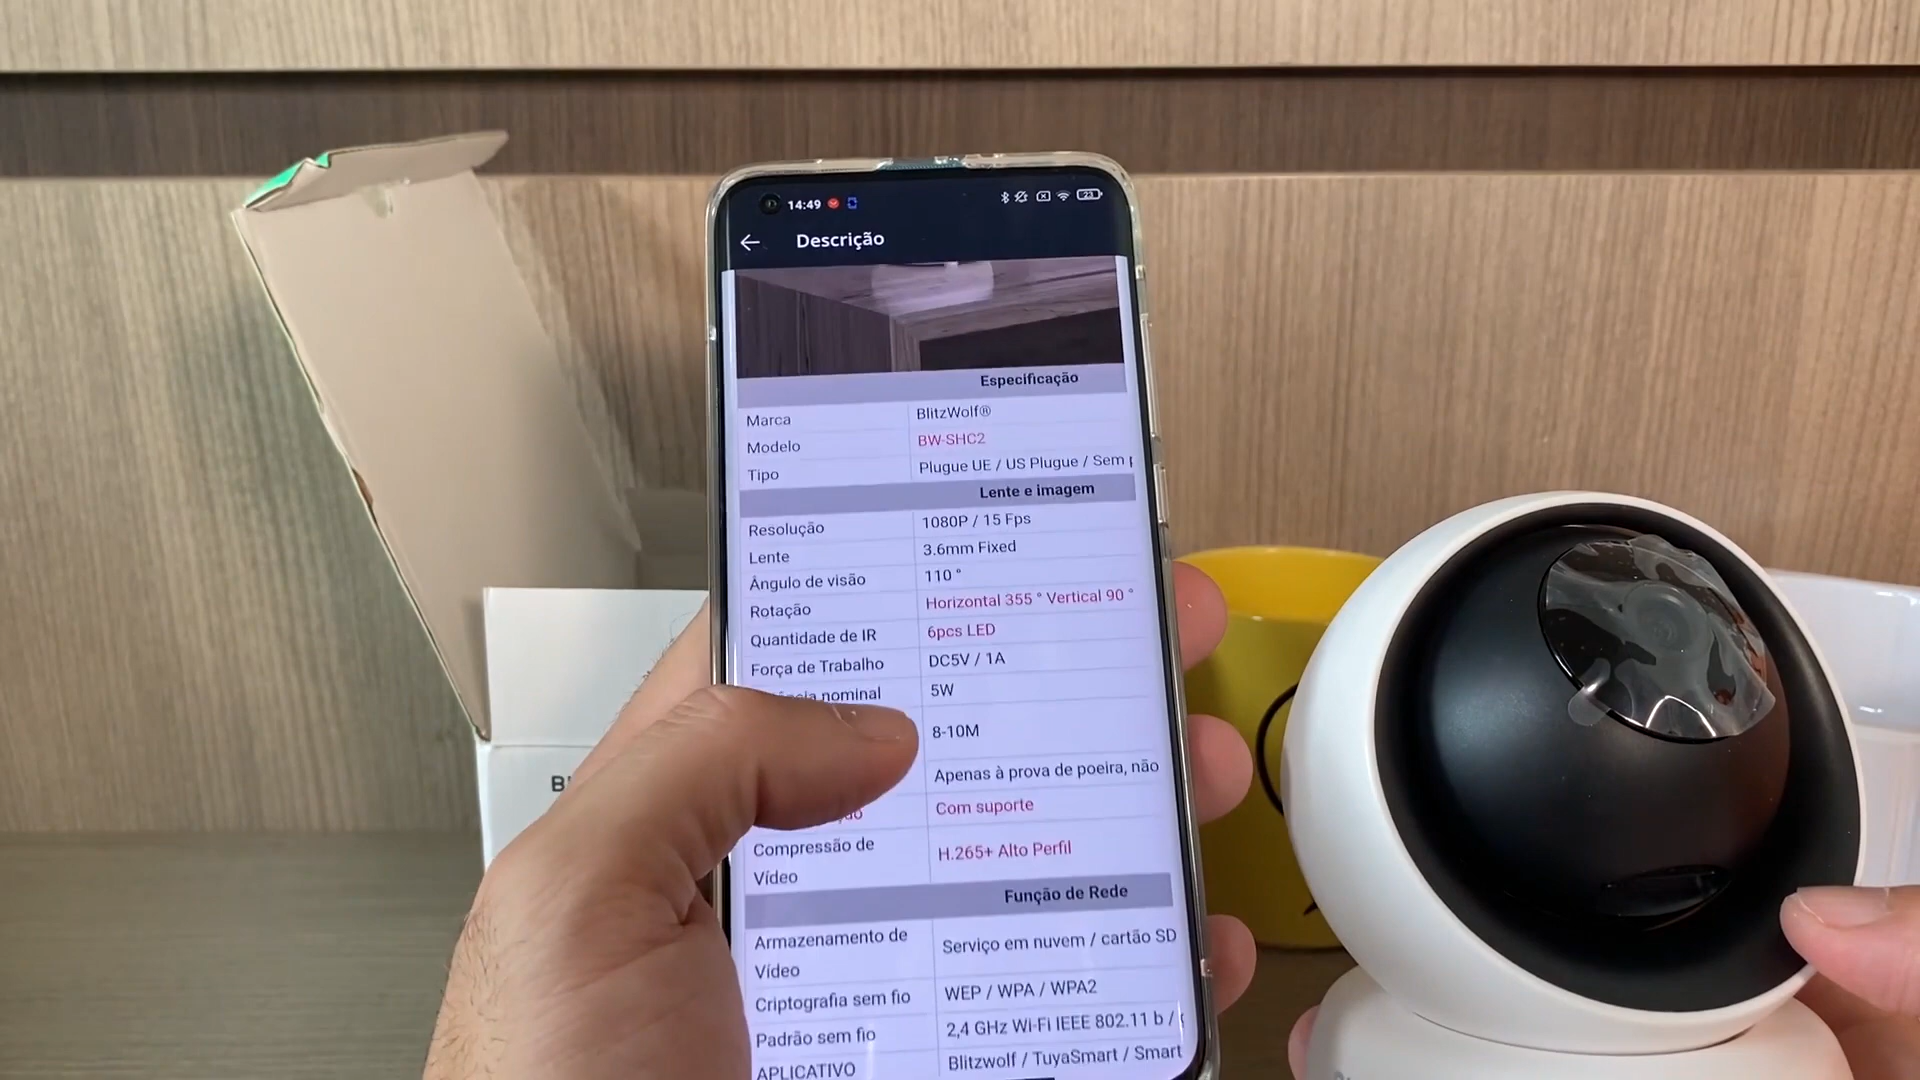 14:49
23
Descrição
Especificação
Marca BlitzWolf®
Modelo BW-SHC2
Tipo Plugue UE / US Plugue / Sem
Lente e imagem
Resolução 1080P / 15 Fps
Lente 3.6mm Fixed
Ângulo de visão 110 °
Rotação Horizontal 355 ° Vertical 90 °
Quantidade de IR 6pcs LED
Força de Trabalho DC5V / 1A
nominal 5W
8-10M
Apenas à prova de poeira, não
Com suporte
Compressão de
Vídeo
H.265+ Alto Perfil
Função de Rede
Armazenamento de
Vídeo
Serviço em nuvem / cartão SD
Criptografia sem fio WEP / WPA / WPA2
Padrão sem fio 2,4 GHz Wi-Fi IEEE 802.11 b /
APLICATIVO Blitzwolf / TuyaSmart / Smart